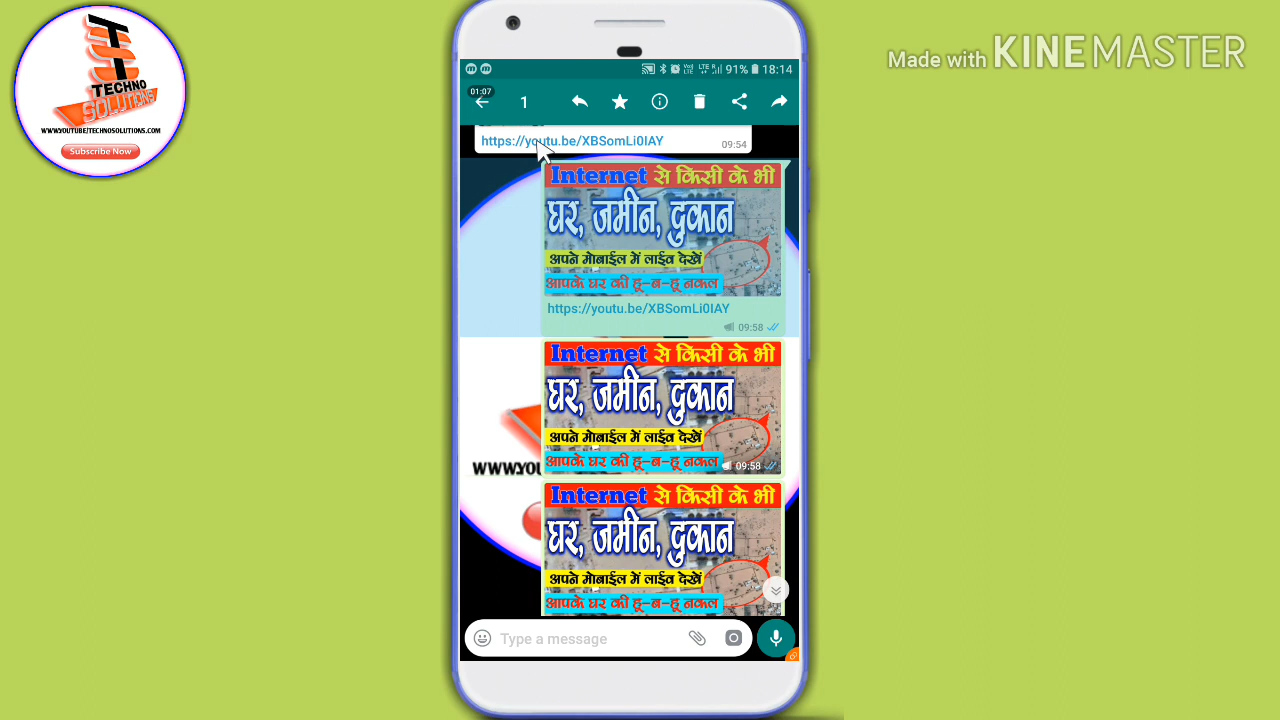 T
TECHNO
SOLUTIONS
WWW.YOUTUBE/TECHNOSOLUTIONS.COM
Subscribe Now
Made with KINEMASTER
91% 18:14
01:07
1
https://youtu.be/XBSomLi0IAY
09:54
Internet से किसी के भी
घर, जमीन, दुकान
अपने मोबाईल में लाईव देखें
आपके घर की हू-ब-हू नकल
https://youtu.be/XBSomLi0IAY
09:58
Internet से किसी के भी
घर, जमीन, दुकान
अपने मोबाईल में लाईव देखें
आपके घर की हू-ब-हू नकल
09:58
WWW.YOU
Internet से किसी के भी
घर, जमीन, दुकान
अपने मोबाईल में लाईव देखें
आपके घर की हू-ब-हू नकल
Type a message